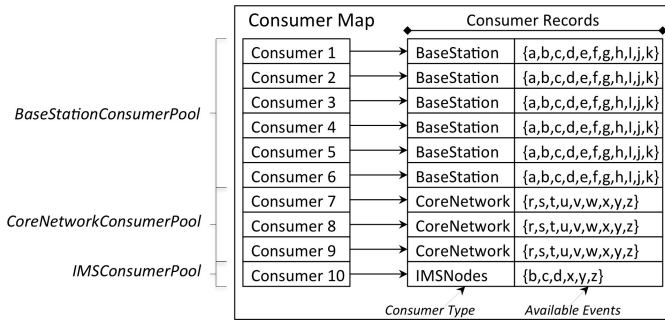 Consumer Map
Consumer Records
Consumer 1 BaseStation {a,b,c,d,e,f,g,h,I,j,k}
Consumer 2 BaseStation {a,b,c,d,e,f,g,h,I,j,k}
Consumer 3 BaseStation {a,b,c,d,e,f,g,h,I,j,k}
BaseStationConsumerPool
Consumer 4 BaseStation {a,b,c,d,e,f,g,h,I,j,k}
Consumer 5 BaseStation {a,b,c,d,e,f,g,h,I,j,k}
Consumer 6 BaseStation {a,b,c,d,e,f,g,h,I,j,k}
Consumer 7 CoreNetwork {r,s,t,u,v,w,x,y,z}
CoreNetworkConsumerPool
Consumer 8 CoreNetwork {r,s,t,u,v,w,x,y,z}
Consumer 9 CoreNetwork {r,s,t,u,v,w,x,y,z}
IMSConsumerPool
Consumer 10 IMSNodes {b,c,d,x,y,z}
Consumer Type
Available Events